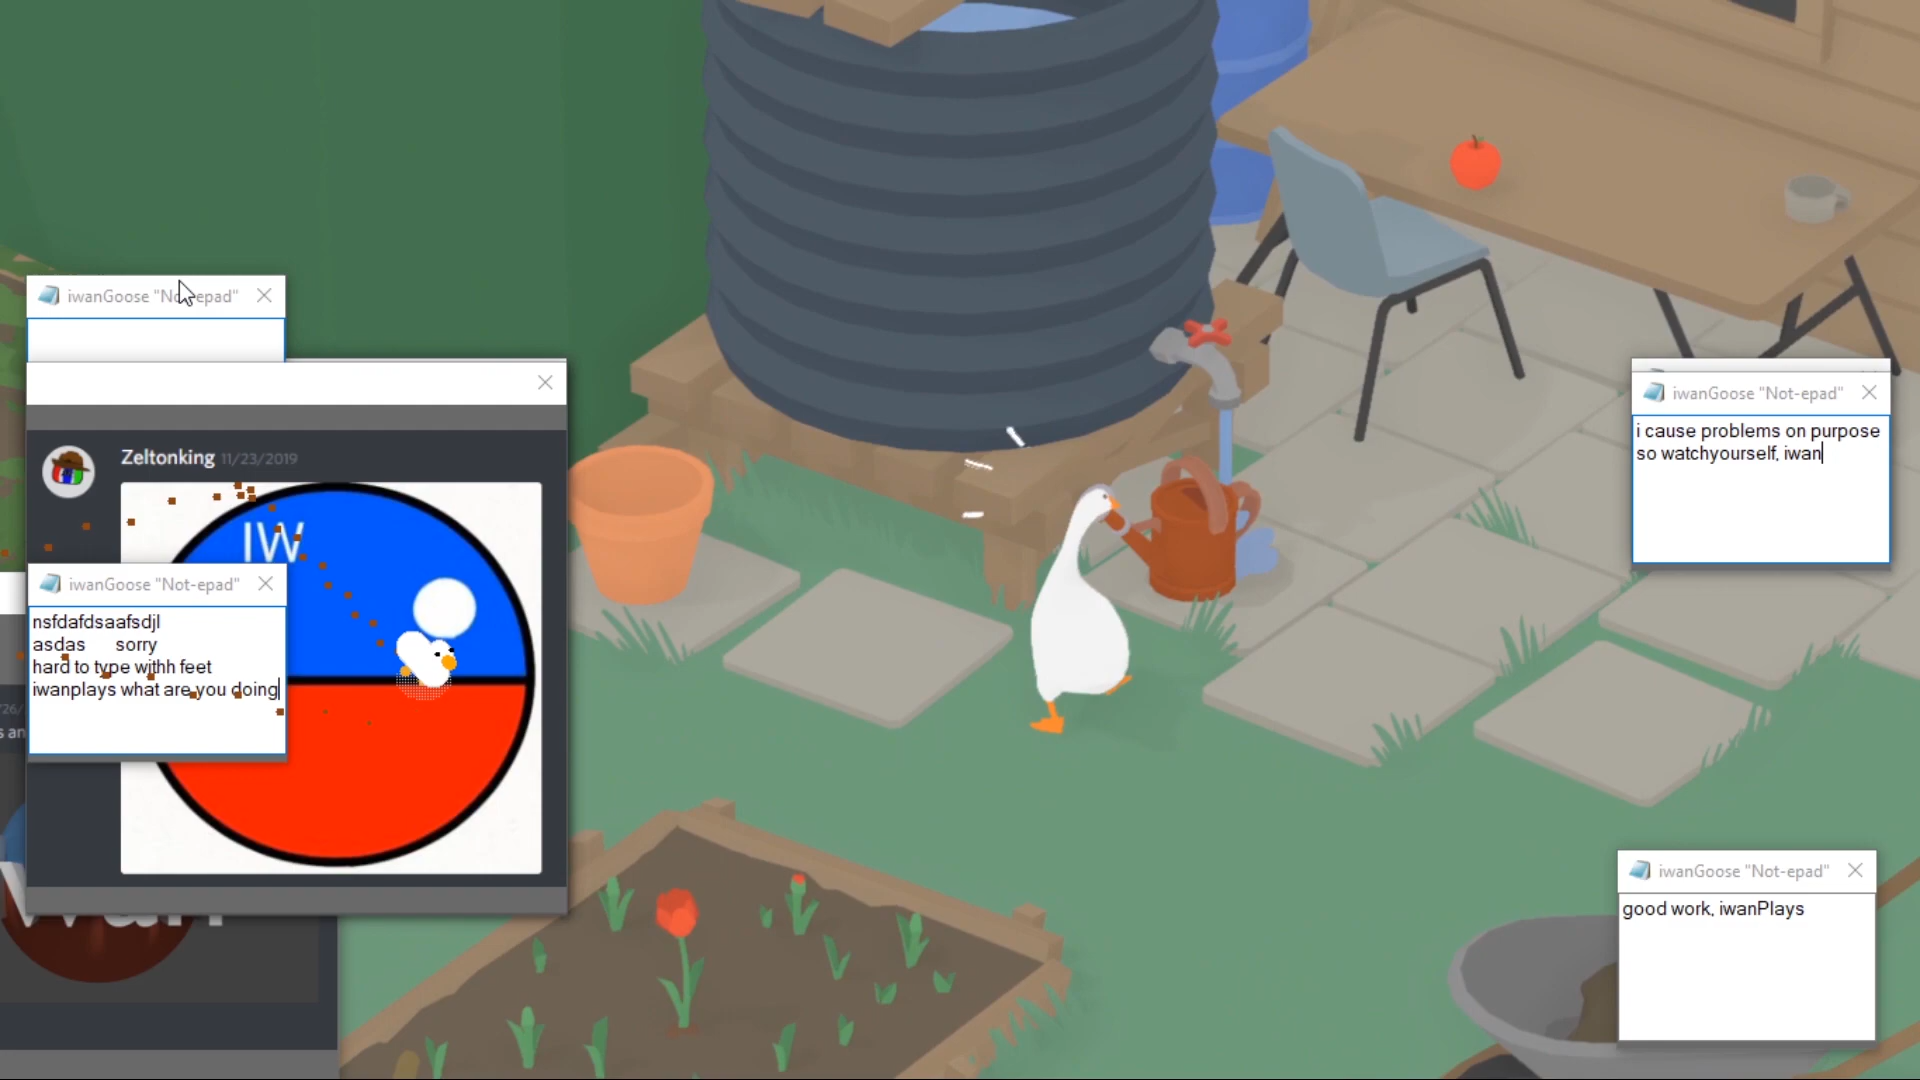 iwanGoose "Not-epad"
Zeltonking 11/23/2019
IW
iwanGoose "Not-epad"
nsfdafdsaafsdjl
asdas sorry
hard to type withh feet
iwanplays what are you doing
iwanGoose "Not-epad"
i cause problems on purpose
so watchyourself, iwan
iwanGoose "Not-epad"
good work, iwanPlays